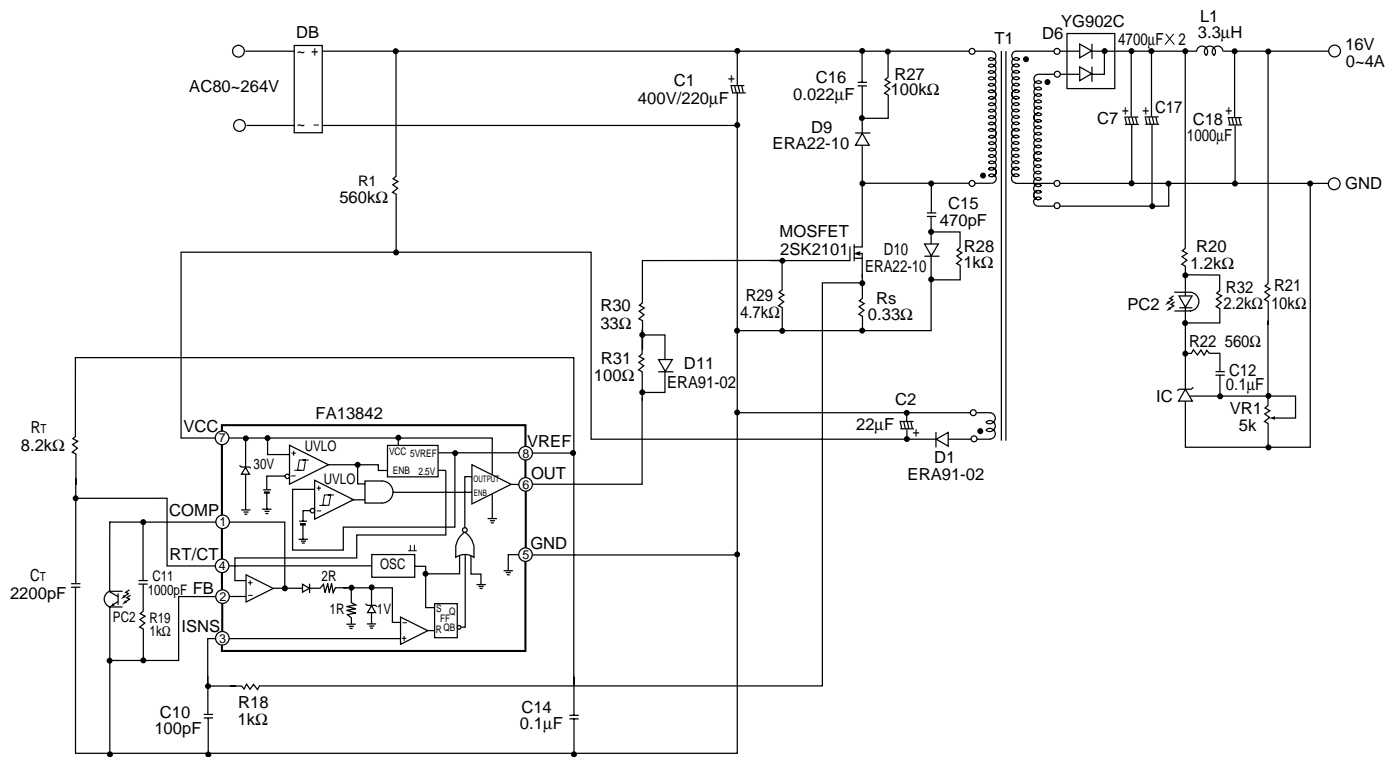 DB
AC80~264V
~ +
~ −
R1
560kΩ
C1
400V/220µF
+
C16
0.022µF
R27
100kΩ
D9
ERA22-10
T1
YG902C
D6
4700µF×2
L1
3.3µH
16V
0~4A
C7
+
C17
+
C18
1000µF
+
GND
C15
470pF
MOSFET
2SK2101
D10
ERA22-10
R28
1kΩ
R29
4.7kΩ
Rs
0.33Ω
R30
33Ω
R31
100Ω
D11
ERA91-02
R20
1.2kΩ
PC2
R32
2.2kΩ
R21
10kΩ
R22 560Ω
C12
0.1µF
IC
VR1
5k
C2
22µF
+
D1
ERA91-02
RT
8.2kΩ
CT
2200pF
FA13842
VCC
7
30V
UVLO
+
−
UVLO
+
−
VCC 5VREF
ENB 2.5V
OUTPUT
ENB
VREF
8
OUT
6
GND
5
COMP
1
RT/CT
4
FB
2
ISNS
3
OSC
+
−
2R
1R
1V
−
+
S Q
FF
R QB
PC2
C11
1000pF
R19
1kΩ
C10
100pF
R18
1kΩ
C14
0.1µF